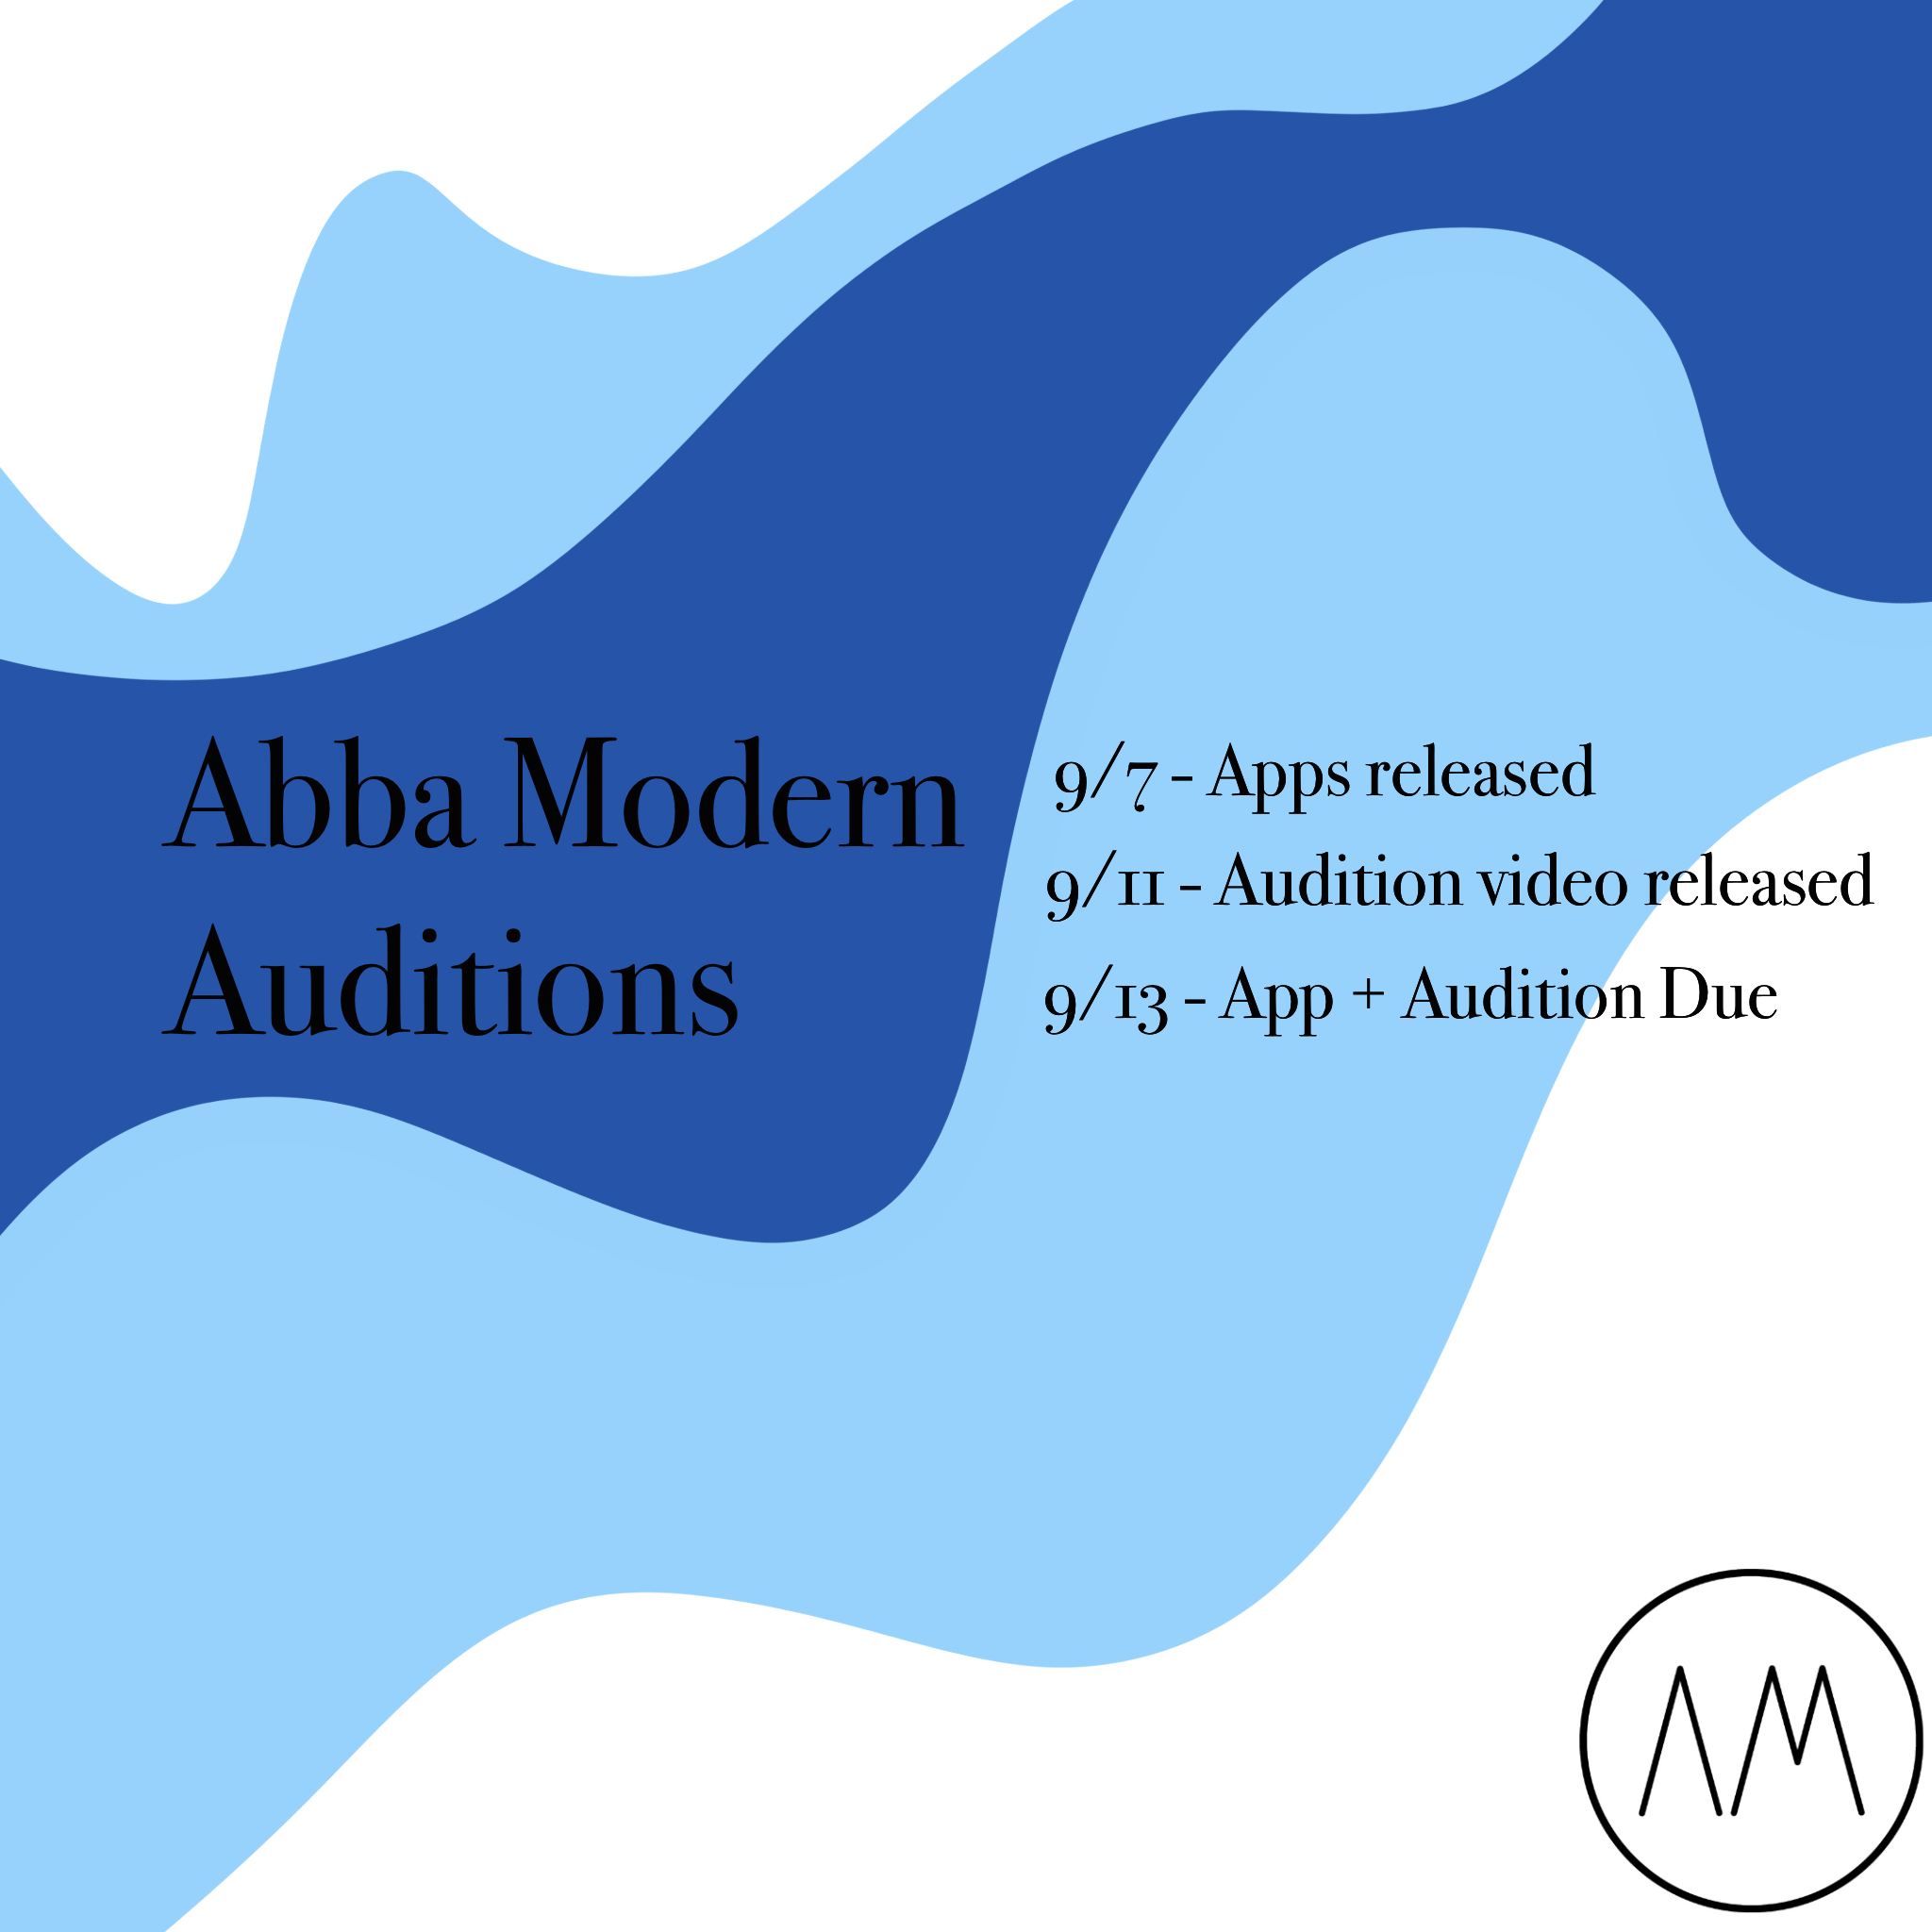 Abba Modern
Auditions
9/7 - Apps released
9/11 - Audition video released
9/13 - App + Audition Due
AM